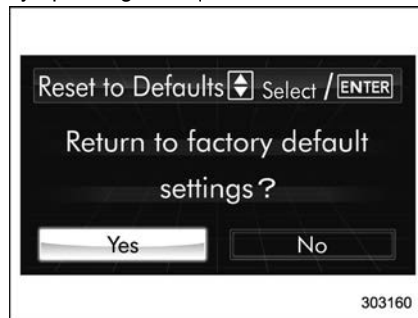 Reset to Defaults Select / ENTER
Return to factory default
settings?
Yes No
303160